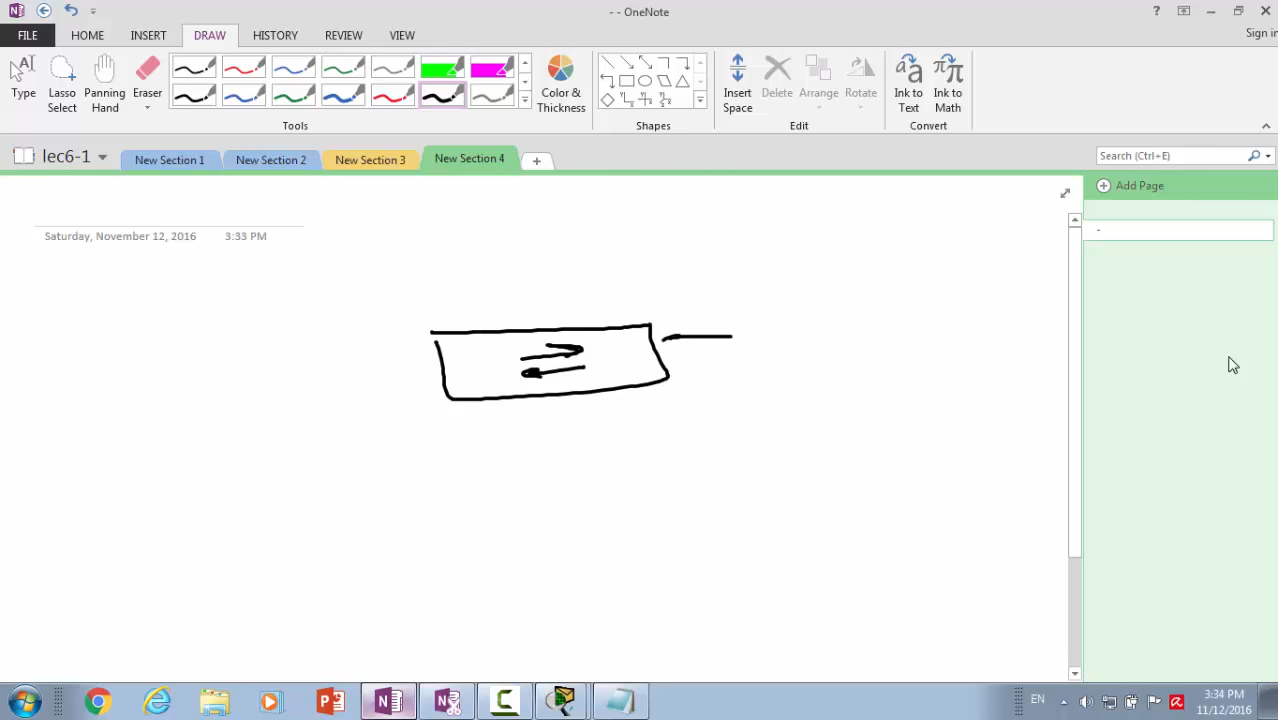 - - OneNote
?
Sign in
FILE HOME INSERT DRAW HISTORY REVIEW VIEW
Type
Lasso Select
Panning Hand
Eraser
Color & Thickness
Insert Space
Delete
Arrange
Rotate
Ink to Text
Ink to Math
Tools
Shapes
Edit
Convert
lec6-1 New Section 1 New Section 2 New Section 3 New Section 4 +
Search (Ctrl+E)
Add Page
-
Saturday, November 12, 2016 3:33 PM
EN
3:34 PM
11/12/2016